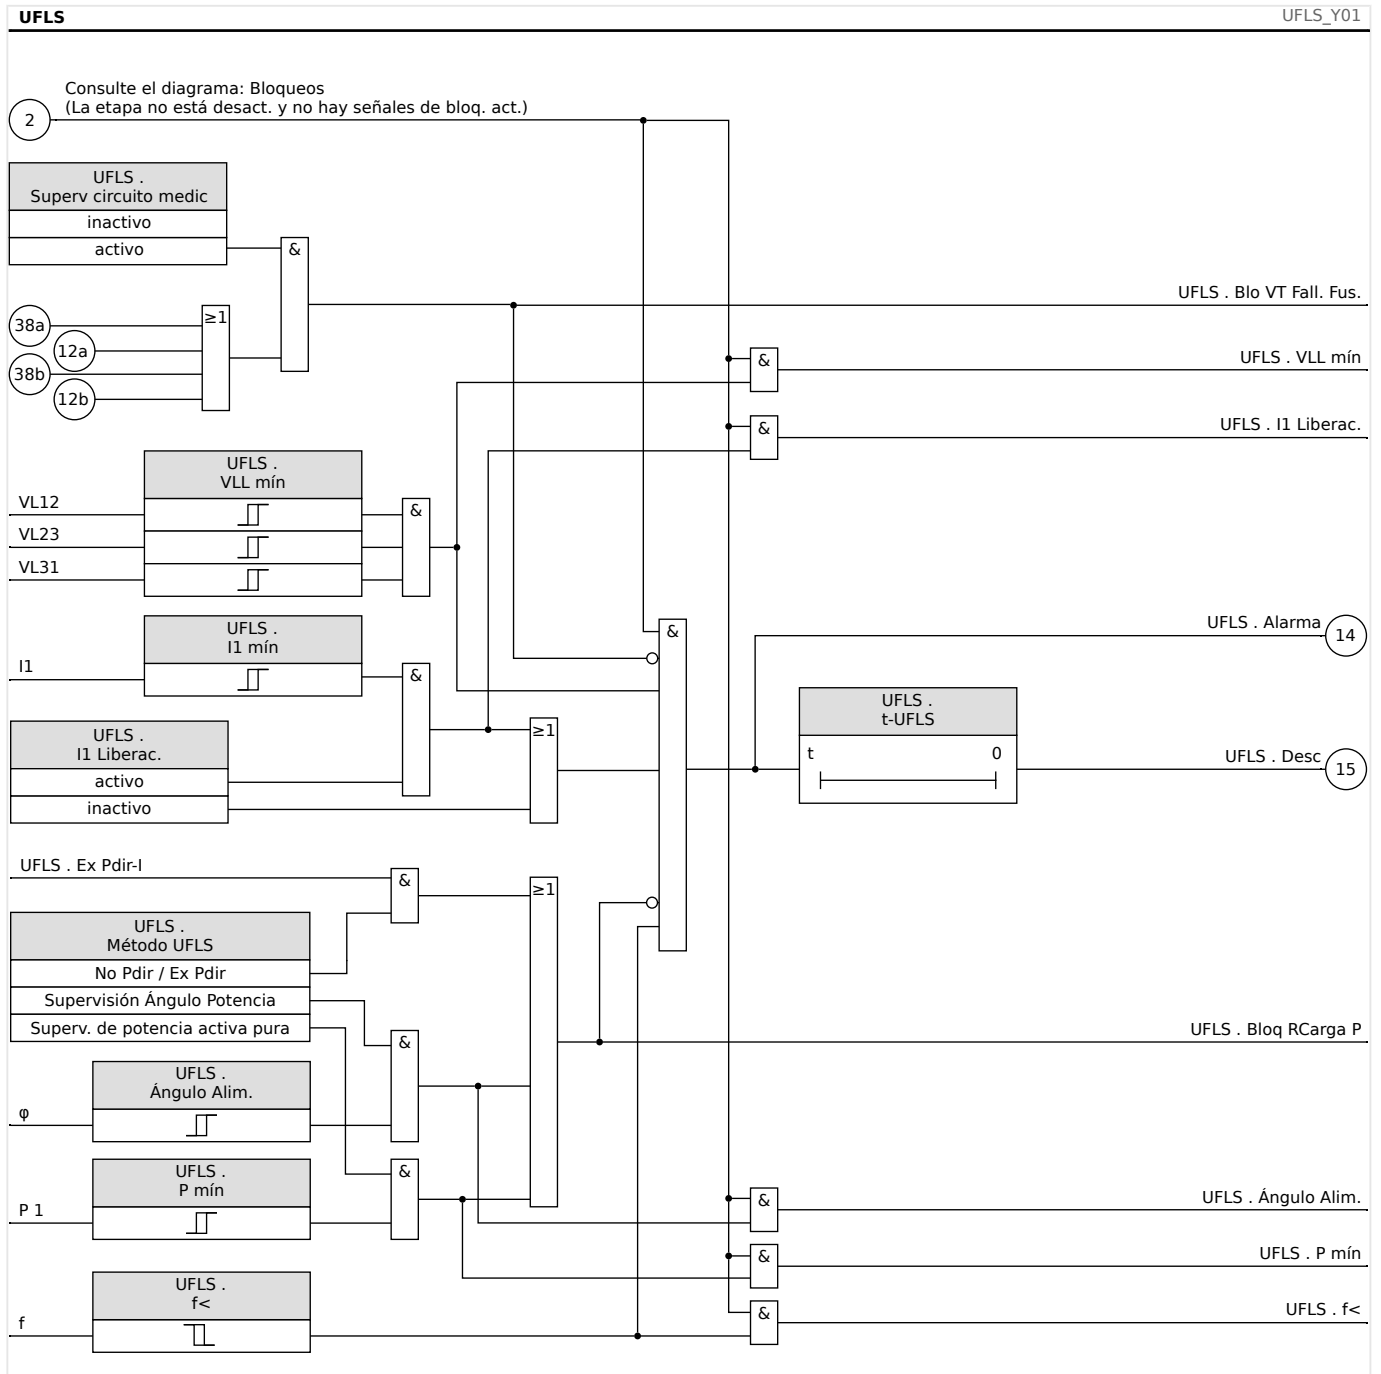 UFLS
UFLS_Y01
Consulte el diagrama: Bloqueos
(La etapa no está desact. y no hay señales de bloq. act.)
2
UFLS .
Superv circuito medic
inactivo
activo
&
UFLS . Blo VT Fall. Fus.
38a
12a
38b
12b
≥1
&
UFLS . VLL mín
&
UFLS . I1 Liberac.
UFLS .
VLL mín
VL12
VL23
VL31
&
UFLS .
I1 mín
I1
&
UFLS .
I1 Liberac.
activo
inactivo
≥1
&
UFLS . Alarma
14
UFLS .
t-UFLS
t
0
UFLS . Desc
15
UFLS . Ex Pdir-I
&
≥1
UFLS .
Método UFLS
No Pdir / Ex Pdir
Supervisión Ángulo Potencia
Superv. de potencia activa pura
&
UFLS . Bloq RCarga P
UFLS .
Ángulo Alim.
φ
UFLS .
P mín
P 1
&
&
UFLS . Ángulo Alim.
&
UFLS . P mín
UFLS .
f<
f
&
UFLS . f<